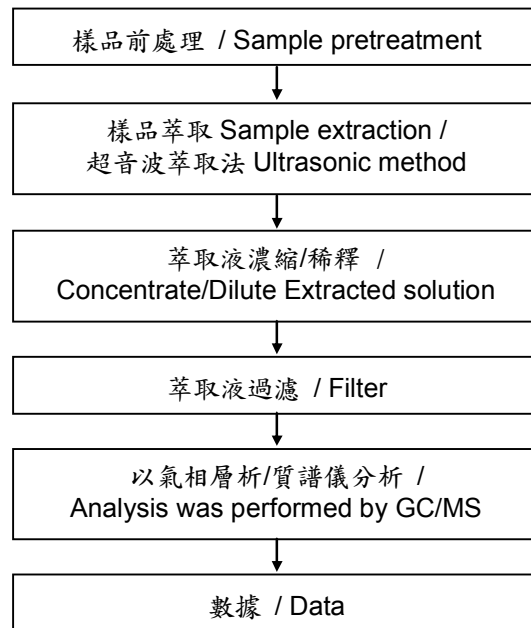 樣品前處理 / Sample pretreatment
樣品萃取 Sample extraction /
超音波萃取法 Ultrasonic method
萃取液濃縮/稀釋 /
Concentrate/Dilute Extracted solution
萃取液過濾 / Filter
以氣相層析/質譜儀分析 /
Analysis was performed by GC/MS
數據 / Data